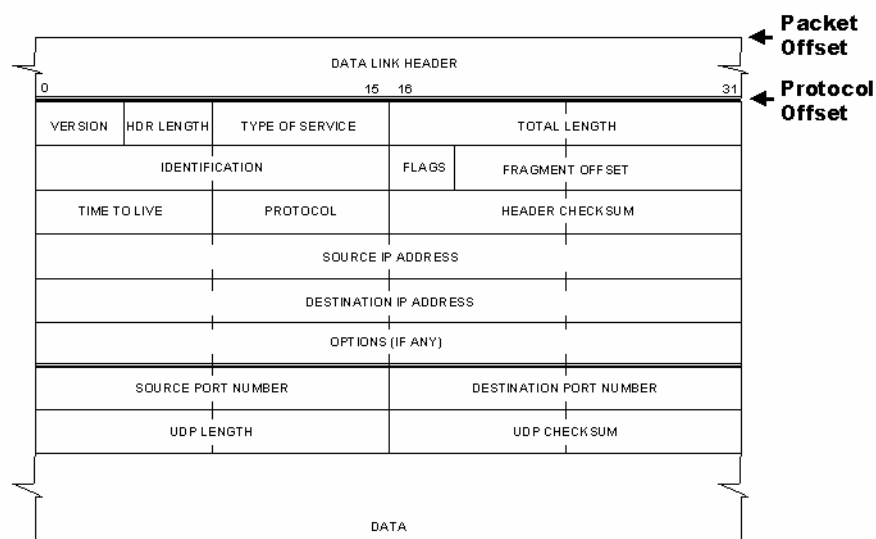 Packet
Offset
DATA LINK HEADER
0 15 16 31
Protocol
Offset
VERSION HDR LENGTH TYPE OF SERVICE TOTAL LENGTH
IDENTIFICATION FLAGS FRAGMENT OFFSET
TIME TO LIVE PROTOCOL HEADER CHECKSUM
SOURCE IP ADDRESS
DESTINATION IP ADDRESS
OPTIONS (IF ANY)
SOURCE PORT NUMBER DESTINATION PORT NUMBER
UDP LENGTH UDP CHECKSUM
DATA